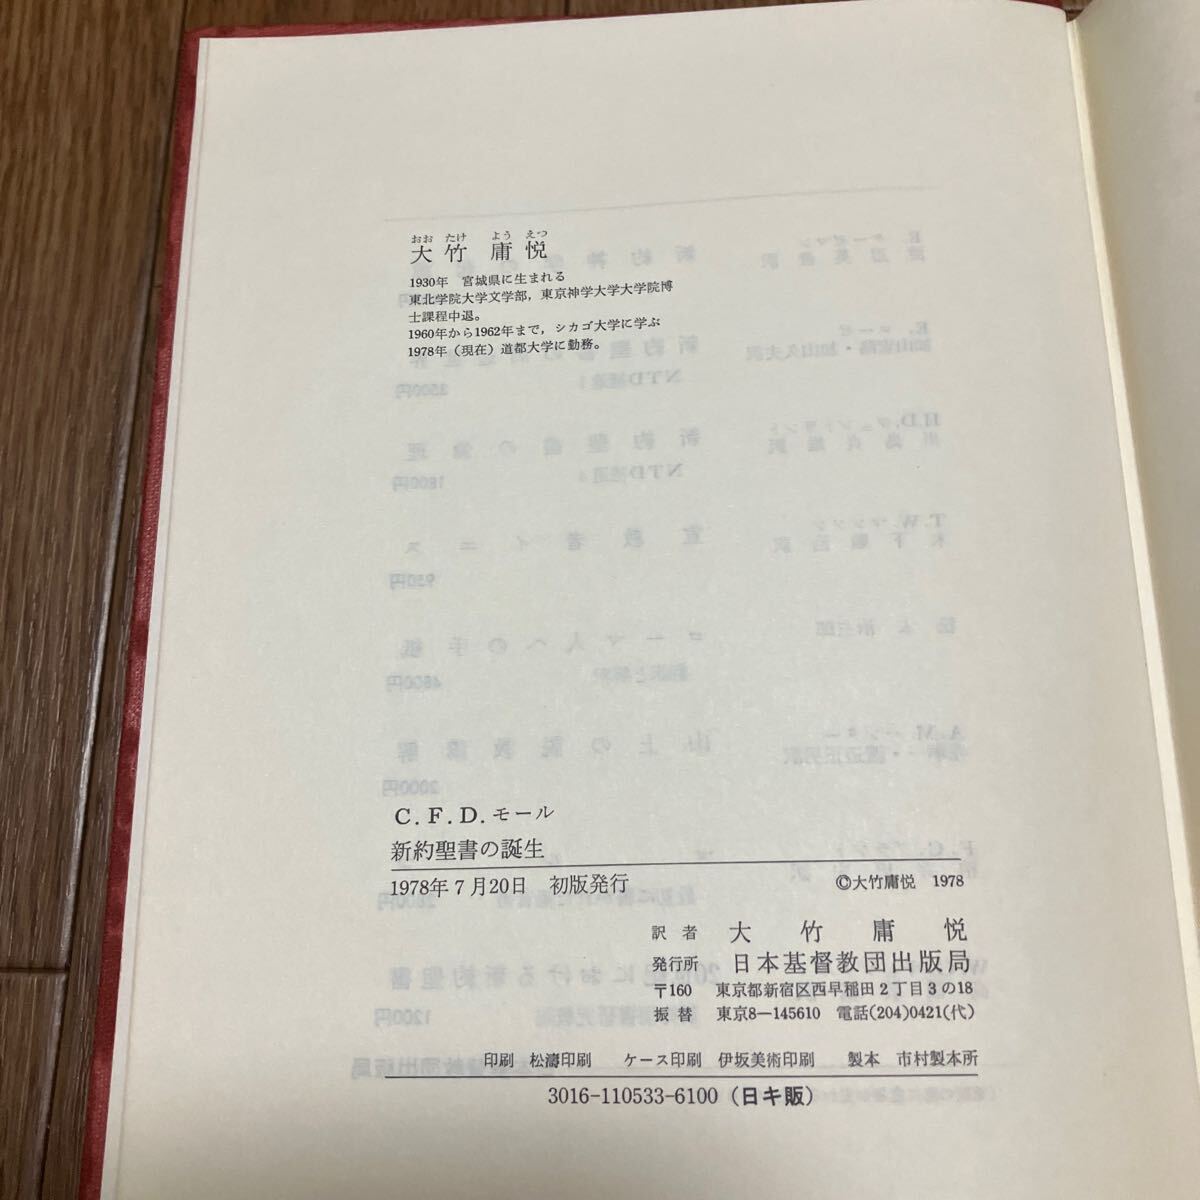 おお たけ よう えつ
大竹 庸悦
1930年 宮城県に生まれる
東北学院大学文学部，東京神学大学大学院博
士課程中退。
1960年から1962年まで，シカゴ大学に学ぶ
1978年（現在）道都大学に勤務。
C.F.D.モール
新約聖書の誕生
1978年7月20日 初版発行 ©大竹庸悦 1978
訳者 大竹庸悦
発行所 日本基督教団出版局
〒160 東京都新宿区西早稲田2丁目3の18
振替 東京8-145610 電話(204)0421(代)
印刷 松濤印刷 ケース印刷 伊坂美術印刷 製本 市村製本所
3016-110533-6100（日キ販）